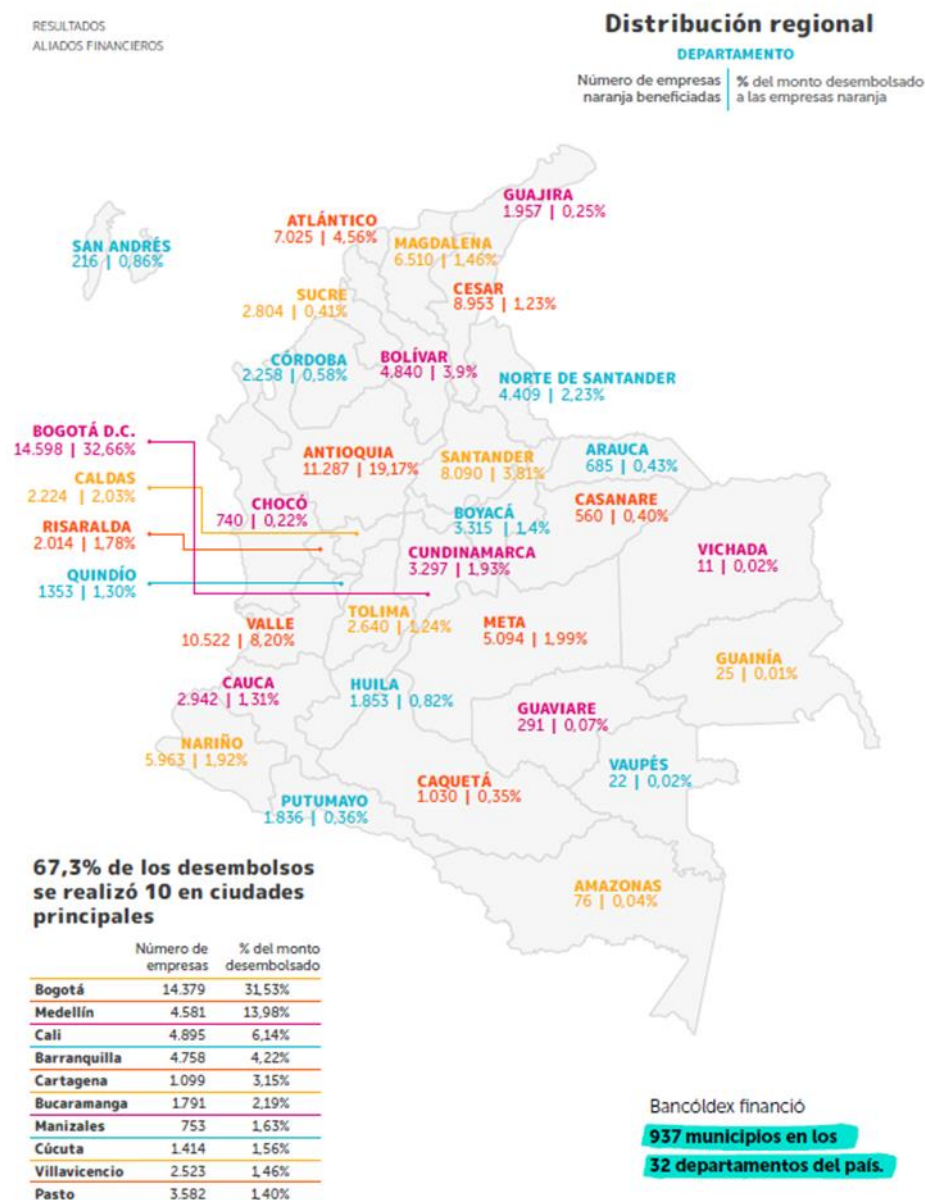 RESULTADOS
ALIADOS FINANCIEROS
Distribución regional
DEPARTAMENTO
Número de empresas naranja beneficiadas | % del monto desembolsado a las empresas naranja
GUAJIRA
1.957 | 0,25%
ATLÁNTICO
7.025 | 4,56%
MAGDALENA
6.510 | 1,46%
SAN ANDRÉS
216 | 0,86%
CESAR
8.953 | 1,23%
SUCRE
2.804 | 0,41%
CÓRDOBA
2.258 | 0,58%
BOLÍVAR
4.840 | 3,9%
NORTE DE SANTANDER
4.409 | 2,23%
BOGOTÁ D.C.
14.598 | 32,66%
ANTIOQUIA
11.287 | 19,17%
SANTANDER
8.090 | 3,81%
ARAUCA
685 | 0,43%
CALDAS
2.224 | 2,03%
CHOCÓ
740 | 0,22%
BOYACÁ
3.315 | 1,4%
CASANARE
560 | 0,40%
RISARALDA
2.014 | 1,78%
CUNDINAMARCA
3.297 | 1,93%
VICHADA
11 | 0,02%
QUINDÍO
1353 | 1,30%
VALLE
10.522 | 8,20%
TOLIMA
2.640 | 1,24%
META
5.094 | 1,99%
GUAINÍA
25 | 0,01%
CAUCA
2.942 | 1,31%
HUILA
1.853 | 0,82%
GUAVIARE
291 | 0,07%
NARIÑO
5.963 | 1,92%
VAUPÉS
22 | 0,02%
CAQUETÁ
1.030 | 0,35%
PUTUMAYO
1.836 | 0,36%
AMAZONAS
76 | 0,04%
67,3% de los desembolsos
se realizó 10 en ciudades
principales
Número de empresas | % del monto desembolsado
Bogotá 14.379 31,53%
Medellín 4.581 13,98%
Cali 4.895 6,14%
Barranquilla 4.758 4,22%
Cartagena 1.099 3,15%
Bucaramanga 1.791 2,19%
Manizales 753 1,63%
Cúcuta 1.414 1,56%
Villavicencio 2.523 1,46%
Pasto 3.582 1,40%
Bancóldex financió
937 municipios en los
32 departamentos del país.